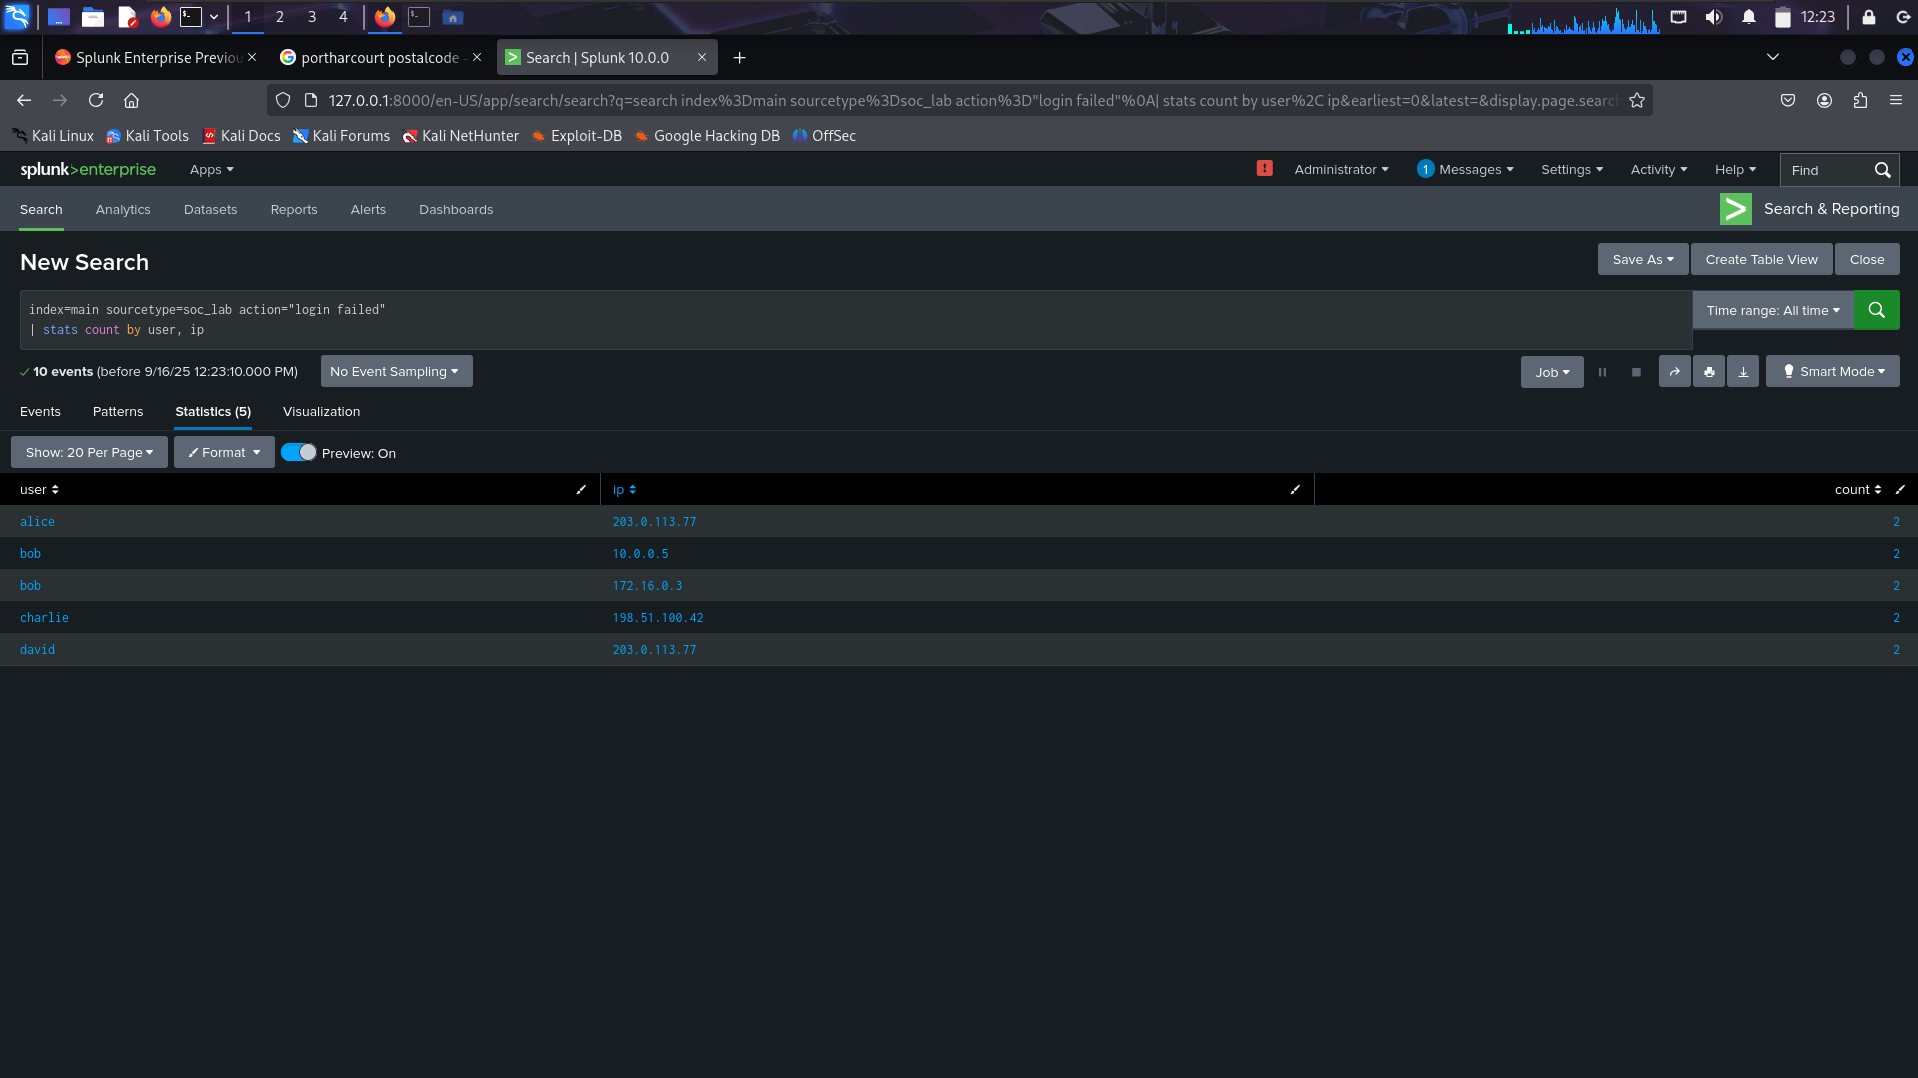 1 2 3 4 12:23
Splunk Enterprise Previou
portharcourt postalcode -
Search | Splunk 10.0.0
127.0.0.1:8000/en-US/app/search/search?q=search index%3Dmain sourcetype%3Dsoc_lab action%3D"login failed"%0A| stats count by user%2C ip&earliest=0&latest=&display.page.search
Kali Linux Kali Tools Kali Docs Kali Forums Kali NetHunter Exploit-DB Google Hacking DB OffSec
splunk>enterprise Apps ! Administrator 1 Messages Settings Activity Help Find
Search Analytics Datasets Reports Alerts Dashboards Search & Reporting
New Search Save As Create Table View Close
index=main sourcetype=soc_lab action="login failed"
| stats count by user, ip
Time range: All time
10 events (before 9/16/25 12:23:10.000 PM) No Event Sampling Job Smart Mode
Events Patterns Statistics (5) Visualization
Show: 20 Per Page Format Preview: On
user ip count
alice 203.0.113.77 2
bob 10.0.0.5 2
bob 172.16.0.3 2
charlie 198.51.100.42 2
david 203.0.113.77 2